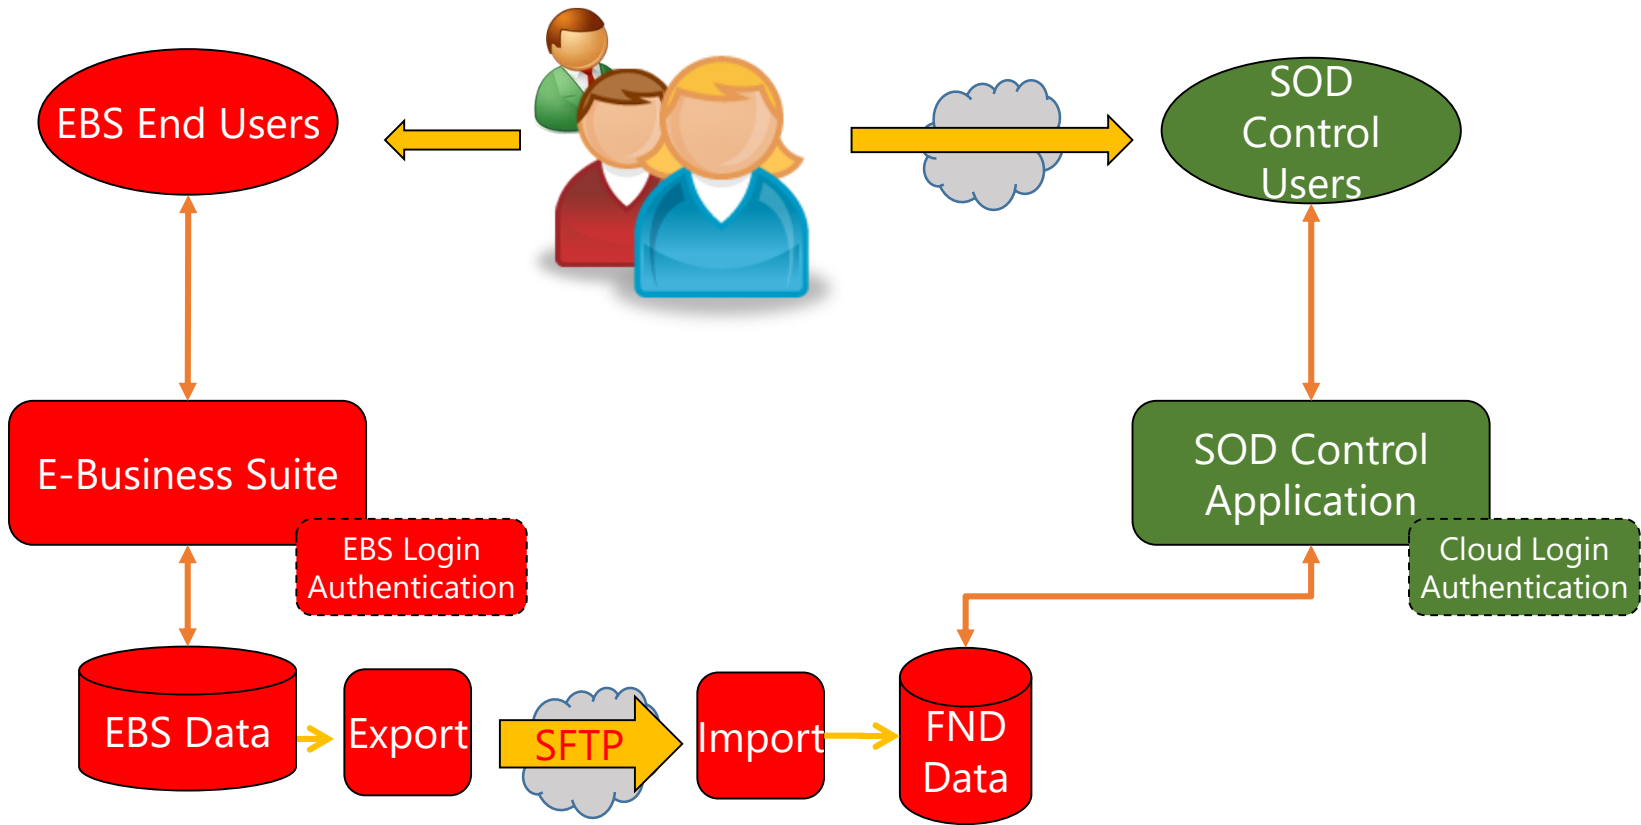 EBS End Users
SOD
Control
Users
E-Business Suite
EBS Login
Authentication
SOD Control
Application
Cloud Login
Authentication
EBS Data
Export
SFTP
Import
FND
Data